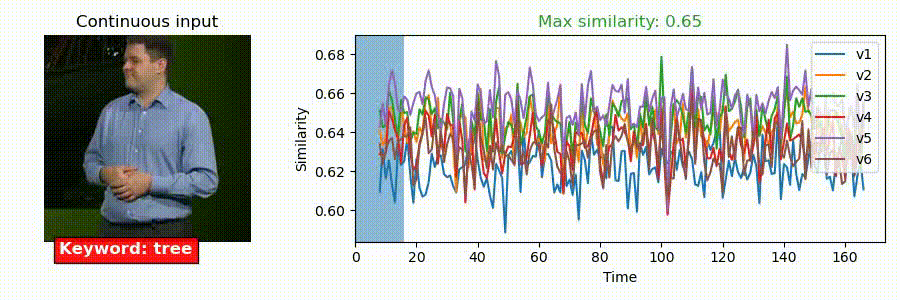 Continuous input
Keyword: tree
Max similarity: 0.65
Similarity
0.68
0.66
0.64
0.62
0.60
0
20
40
60
80
100
120
140
160
Time
v1
v2
v3
v4
v5
v6